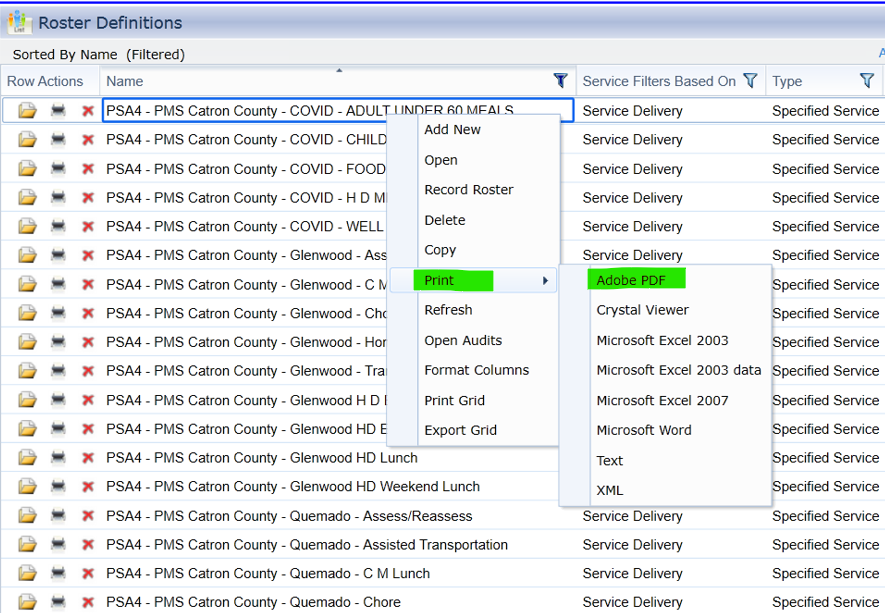 List
Roster Definitions
Sorted By Name (Filtered)
Row Actions Name Service Filters Based On Type
PSA4 - PMS Catron County - COVID - ADULT UNDER 60 MEALS Service Delivery Specified Service
PSA4 - PMS Catron County - COVID - CHILD Service Delivery Specified Service
PSA4 - PMS Catron County - COVID - FOOD Service Delivery Specified Service
PSA4 - PMS Catron County - COVID - H D Service Delivery Specified Service
PSA4 - PMS Catron County - COVID - WELL Service Delivery Specified Service
PSA4 - PMS Catron County - Glenwood - Ass Service Delivery Specified Service
PSA4 - PMS Catron County - Glenwood - C M Specified Service
PSA4 - PMS Catron County - Glenwood - Cho Specified Service
PSA4 - PMS Catron County - Glenwood - Hor Specified Service
PSA4 - PMS Catron County - Glenwood - Tra Specified Service
PSA4 - PMS Catron County - Glenwood H D Specified Service
PSA4 - PMS Catron County - Glenwood HD Specified Service
PSA4 - PMS Catron County - Glenwood HD Lunch Specified Service
PSA4 - PMS Catron County - Glenwood HD Weekend Lunch Specified Service
PSA4 - PMS Catron County - Quemado - Assess/Reassess Service Delivery Specified Service
PSA4 - PMS Catron County - Quemado - Assisted Transportation Service Delivery Specified Service
PSA4 - PMS Catron County - Quemado - C M Lunch Service Delivery Specified Service
PSA4 - PMS Catron County - Quemado - Chore Service Delivery Specified Service
Add New
Open
Record Roster
Delete
Copy
Print
Refresh
Open Audits
Format Columns
Print Grid
Export Grid
Adobe PDF
Crystal Viewer
Microsoft Excel 2003
Microsoft Excel 2003 data
Microsoft Excel 2007
Microsoft Word
Text
XML